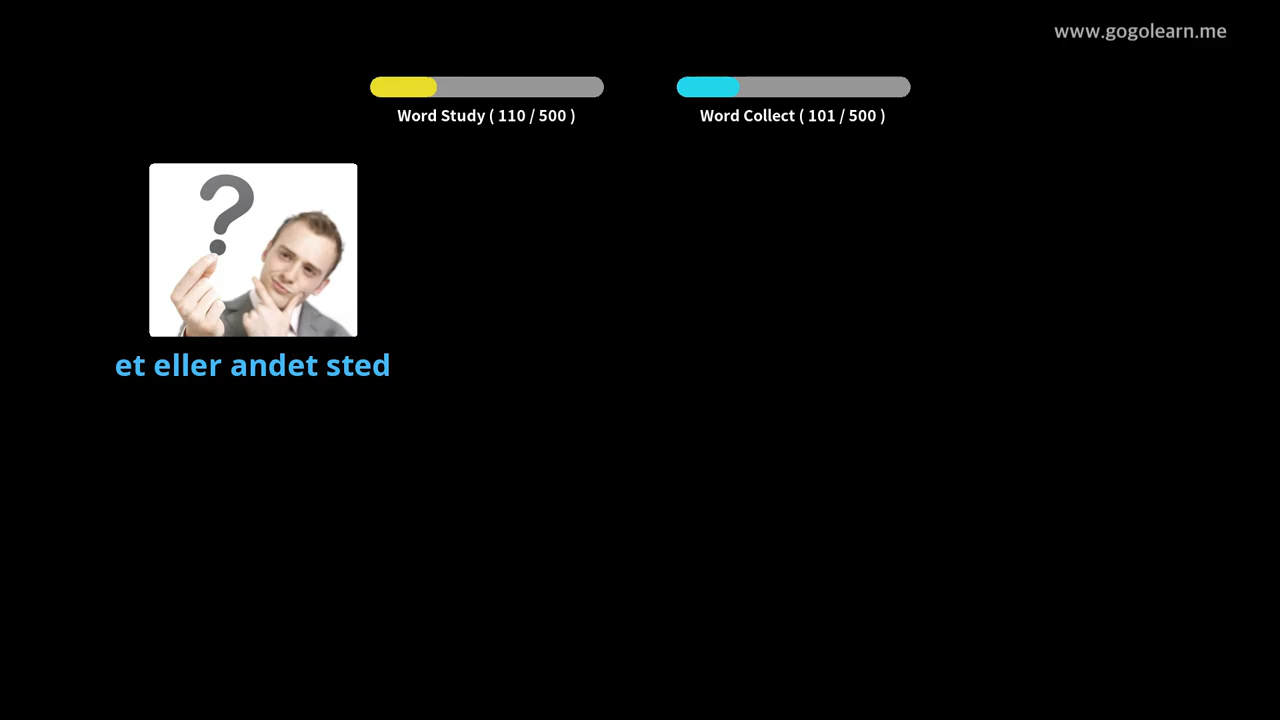 www.gogolearn.me
Word Study ( 110 / 500 )
Word Collect ( 101 / 500 )
?
et eller andet sted